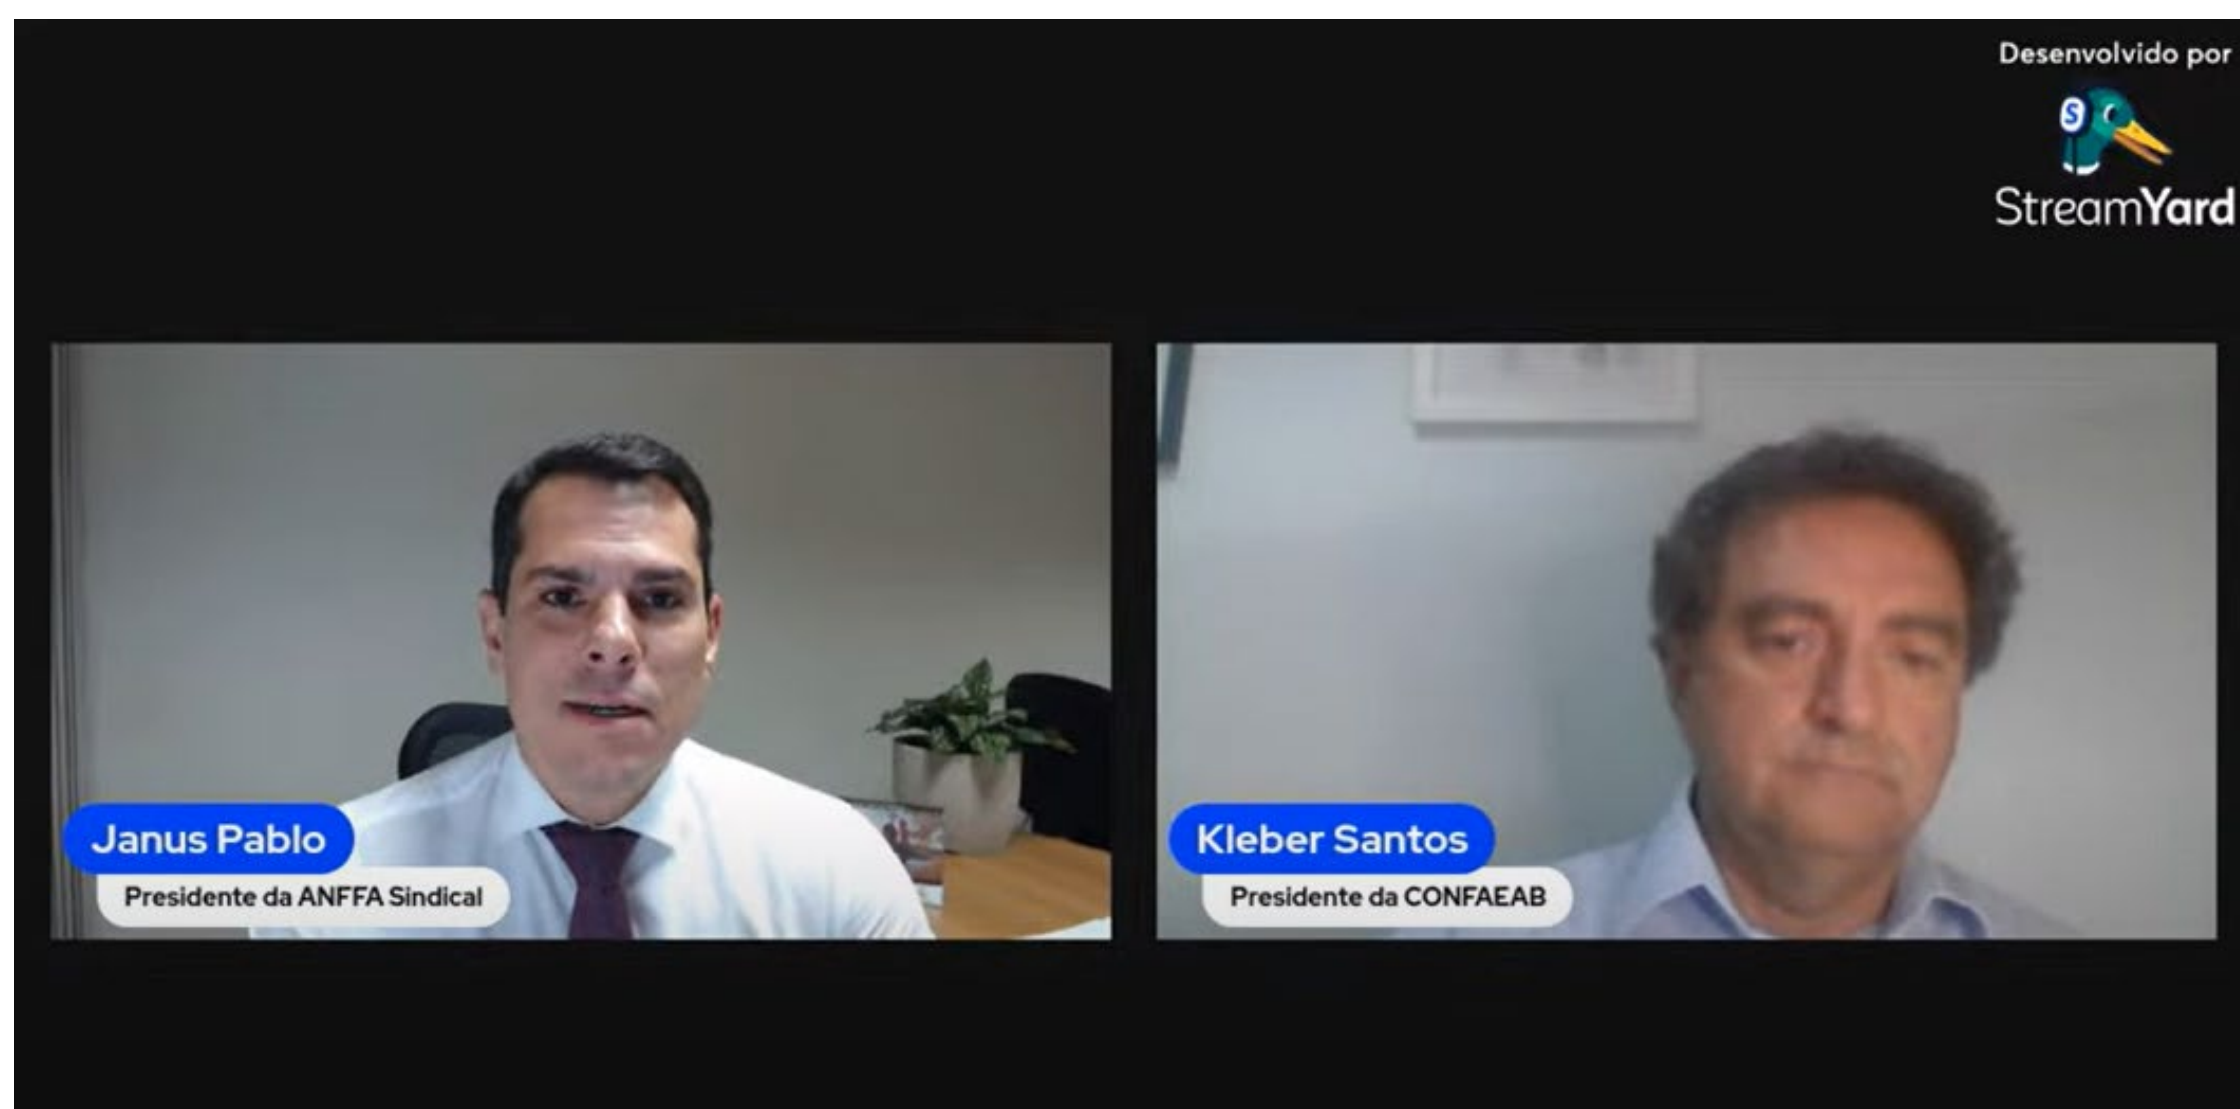 Desenvolvido por
S
StreamYard
Janus Pablo
Presidente da ANFFA Sindical
Kleber Santos
Presidente da CONFAEAB